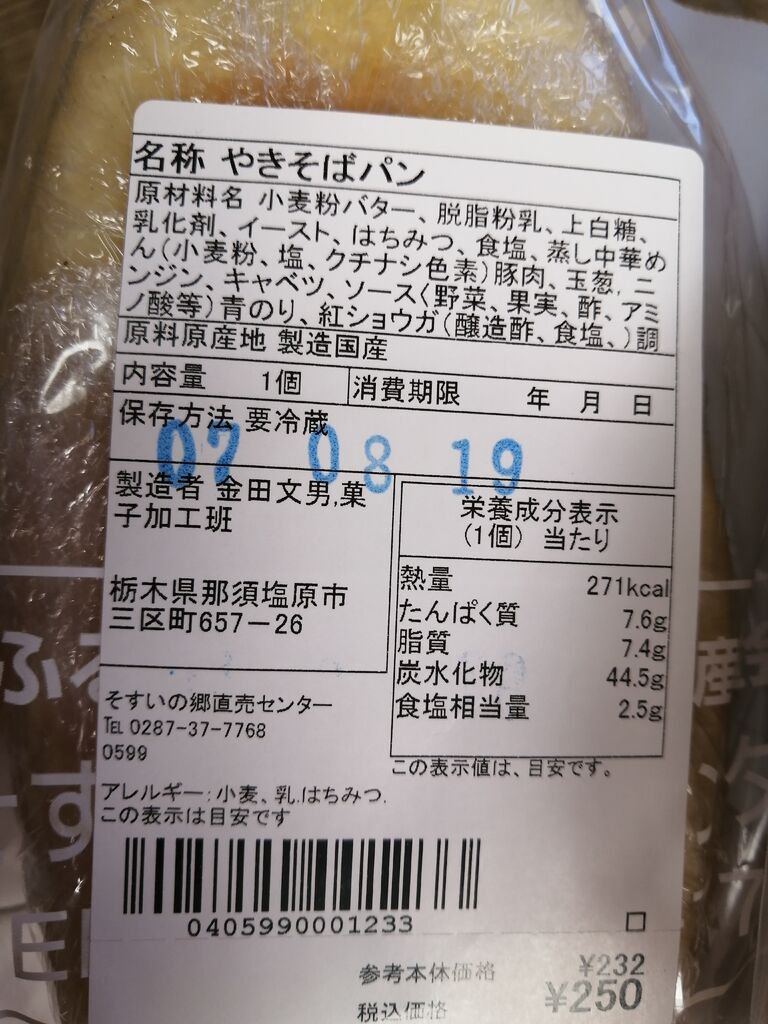 名称 やきそばパン
原材料名 小麦粉バター、脱脂粉乳、上白糖、
乳化剤、イースト、はちみつ、食塩、蒸し中華め
ん(小麦粉、塩、クチナシ色素)豚肉、玉葱,ニ
ンジン、キャベツ、ソース(野菜、果実、酢、アミ
ノ酸等)青のり、紅ショウガ(醸造酢、食塩、)調
原料原産地 製造国産
内容量 1個 消費期限 年 月 日
保存方法 要冷蔵
07 08 19
製造者 金田文男,菓
子加工班
栃木県那須塩原市
三区町657-26
栄養成分表示
(1個) 当たり
熱量 271kcal
たんぱく質 7.6g
脂質 7.4g
炭水化物 44.5g
食塩相当量 2.5g
この表示値は、目安です。
そすいの郷直売センター
TEL 0287-37-7768
0599
アレルギー:小麦、乳,はちみつ,
この表示は目安です
0405990001233
参考本体価格 ¥232
税込価格 ¥250